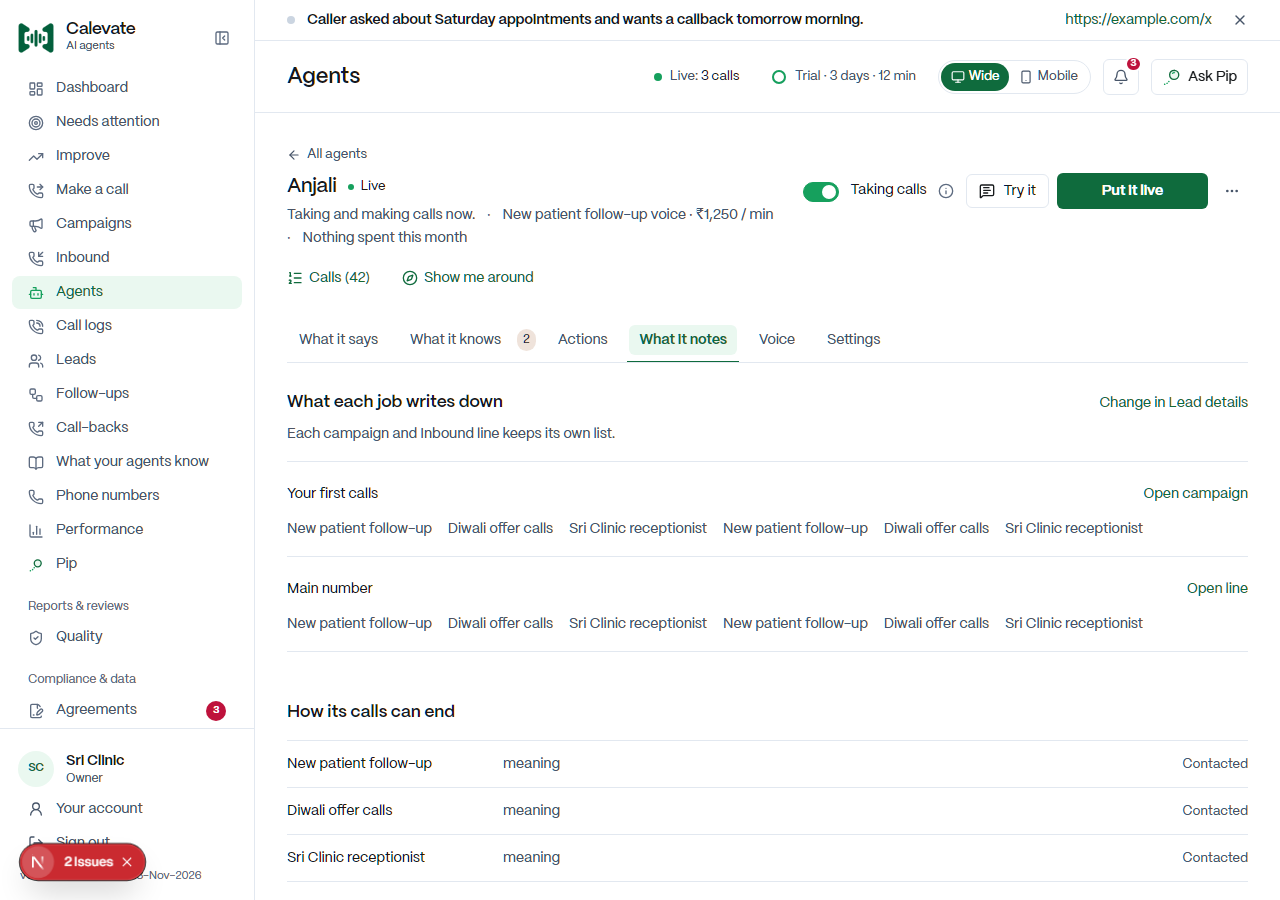 Calevate
AI agents
Caller asked about Saturday appointments and wants a callback tomorrow morning.
https://example.com/x
Agents
Live: 3 calls
Trial · 3 days · 12 min
Wide
Mobile
3
Ask Pip
Dashboard
Needs attention
Improve
Make a call
Campaigns
Inbound
Agents
Call logs
Leads
Follow-ups
Call-backs
What your agents know
Phone numbers
Performance
Pip
Reports & reviews
Quality
Compliance & data
Agreements
3
SC
Sri Clinic
Owner
Your account
Sign out
N
2 Issues
-Nov-2026
All agents
Anjali
Live
Taking and making calls now. · New patient follow-up voice · ₹1,250 / min
· Nothing spent this month
Taking calls
Try it
Put it live
Calls (42)
Show me around
What it says
What it knows
2
Actions
What it notes
Voice
Settings
What each job writes down
Change in Lead details
Each campaign and Inbound line keeps its own list.
Your first calls
Open campaign
New patient follow-up Diwali offer calls Sri Clinic receptionist New patient follow-up Diwali offer calls Sri Clinic receptionist
Main number
Open line
New patient follow-up Diwali offer calls Sri Clinic receptionist New patient follow-up Diwali offer calls Sri Clinic receptionist
How its calls can end
New patient follow-up meaning Contacted
Diwali offer calls meaning Contacted
Sri Clinic receptionist meaning Contacted